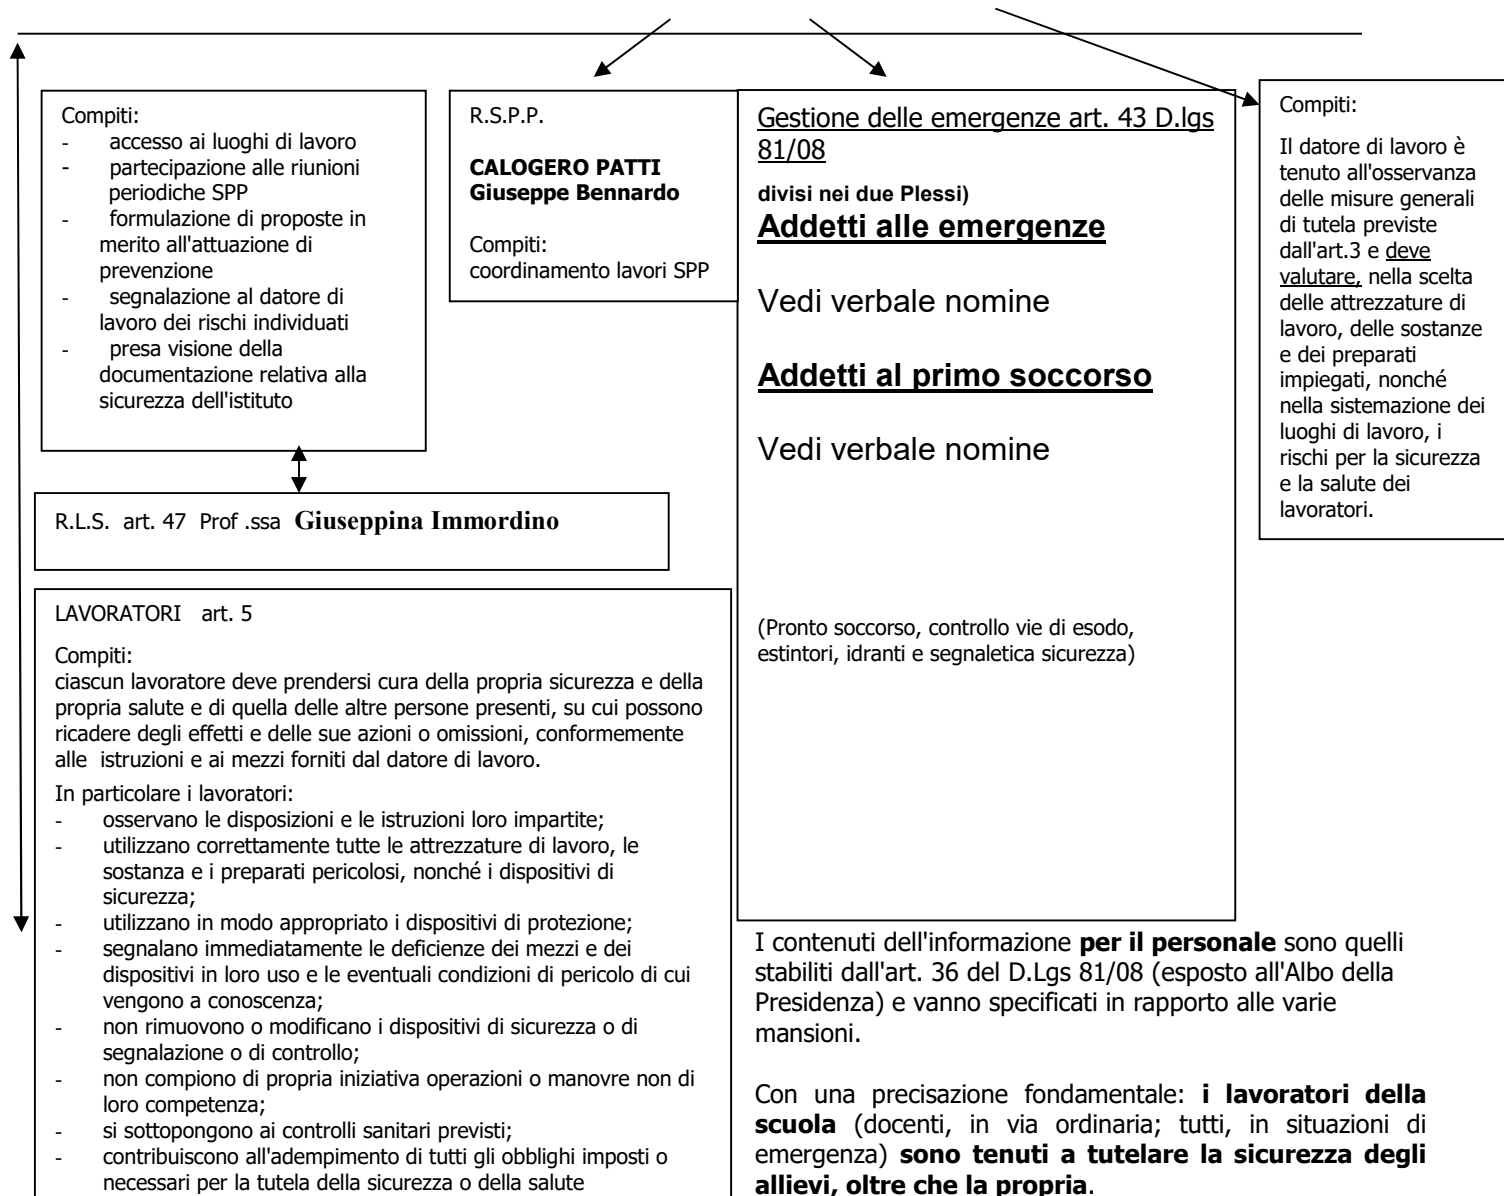 Compiti:
- accesso ai luoghi di lavoro
- partecipazione alle riunioni
periodiche SPP
- formulazione di proposte in
merito all'attuazione di
prevenzione
- segnalazione al datore di
lavoro dei rischi individuati
- presa visione della
documentazione relativa alla
sicurezza dell'istituto
R.S.P.P.
CALOGERO PATTI
Giuseppe Bennardo
Compiti:
coordinamento lavori SPP
Gestione delle emergenze art. 43 D.lgs
81/08
divisi nei due Plessi)
Addetti alle emergenze
Vedi verbale nomine
Addetti al primo soccorso
Vedi verbale nomine
(Pronto soccorso, controllo vie di esodo,
estintori, idranti e segnaletica sicurezza)
Compiti:
Il datore di lavoro è
tenuto all'osservanza
delle misure generali
di tutela previste
dall'art.3 e deve
valutare, nella scelta
delle attrezzature di
lavoro, delle sostanze
e dei preparati
impiegati, nonché
nella sistemazione dei
luoghi di lavoro, i
rischi per la sicurezza
e la salute dei
lavoratori.
R.L.S. art. 47 Prof .ssa Giuseppina Immordino
LAVORATORI art. 5
Compiti:
ciascun lavoratore deve prendersi cura della propria sicurezza e della
propria salute e di quella delle altre persone presenti, su cui possono
ricadere degli effetti e delle sue azioni o omissioni, conformemente
alle istruzioni e ai mezzi forniti dal datore di lavoro.
In particolare i lavoratori:
- osservano le disposizioni e le istruzioni loro impartite;
- utilizzano correttamente tutte le attrezzature di lavoro, le
sostanza e i preparati pericolosi, nonché i dispositivi di
sicurezza;
- utilizzano in modo appropriato i dispositivi di protezione;
- segnalano immediatamente le deficienze dei mezzi e dei
dispositivi in loro uso e le eventuali condizioni di pericolo di cui
vengono a conoscenza;
- non rimuovono o modificano i dispositivi di sicurezza o di
segnalazione o di controllo;
- non compiono di propria iniziativa operazioni o manovre non di
loro competenza;
- si sottopongono ai controlli sanitari previsti;
- contribuiscono all'adempimento di tutti gli obblighi imposti o
necessari per la tutela della sicurezza o della salute
I contenuti dell'informazione per il personale sono quelli
stabiliti dall'art. 36 del D.Lgs 81/08 (esposto all'Albo della
Presidenza) e vanno specificati in rapporto alle varie
mansioni.
Con una precisazione fondamentale: i lavoratori della
scuola (docenti, in via ordinaria; tutti, in situazioni di
emergenza) sono tenuti a tutelare la sicurezza degli
allievi, oltre che la propria.